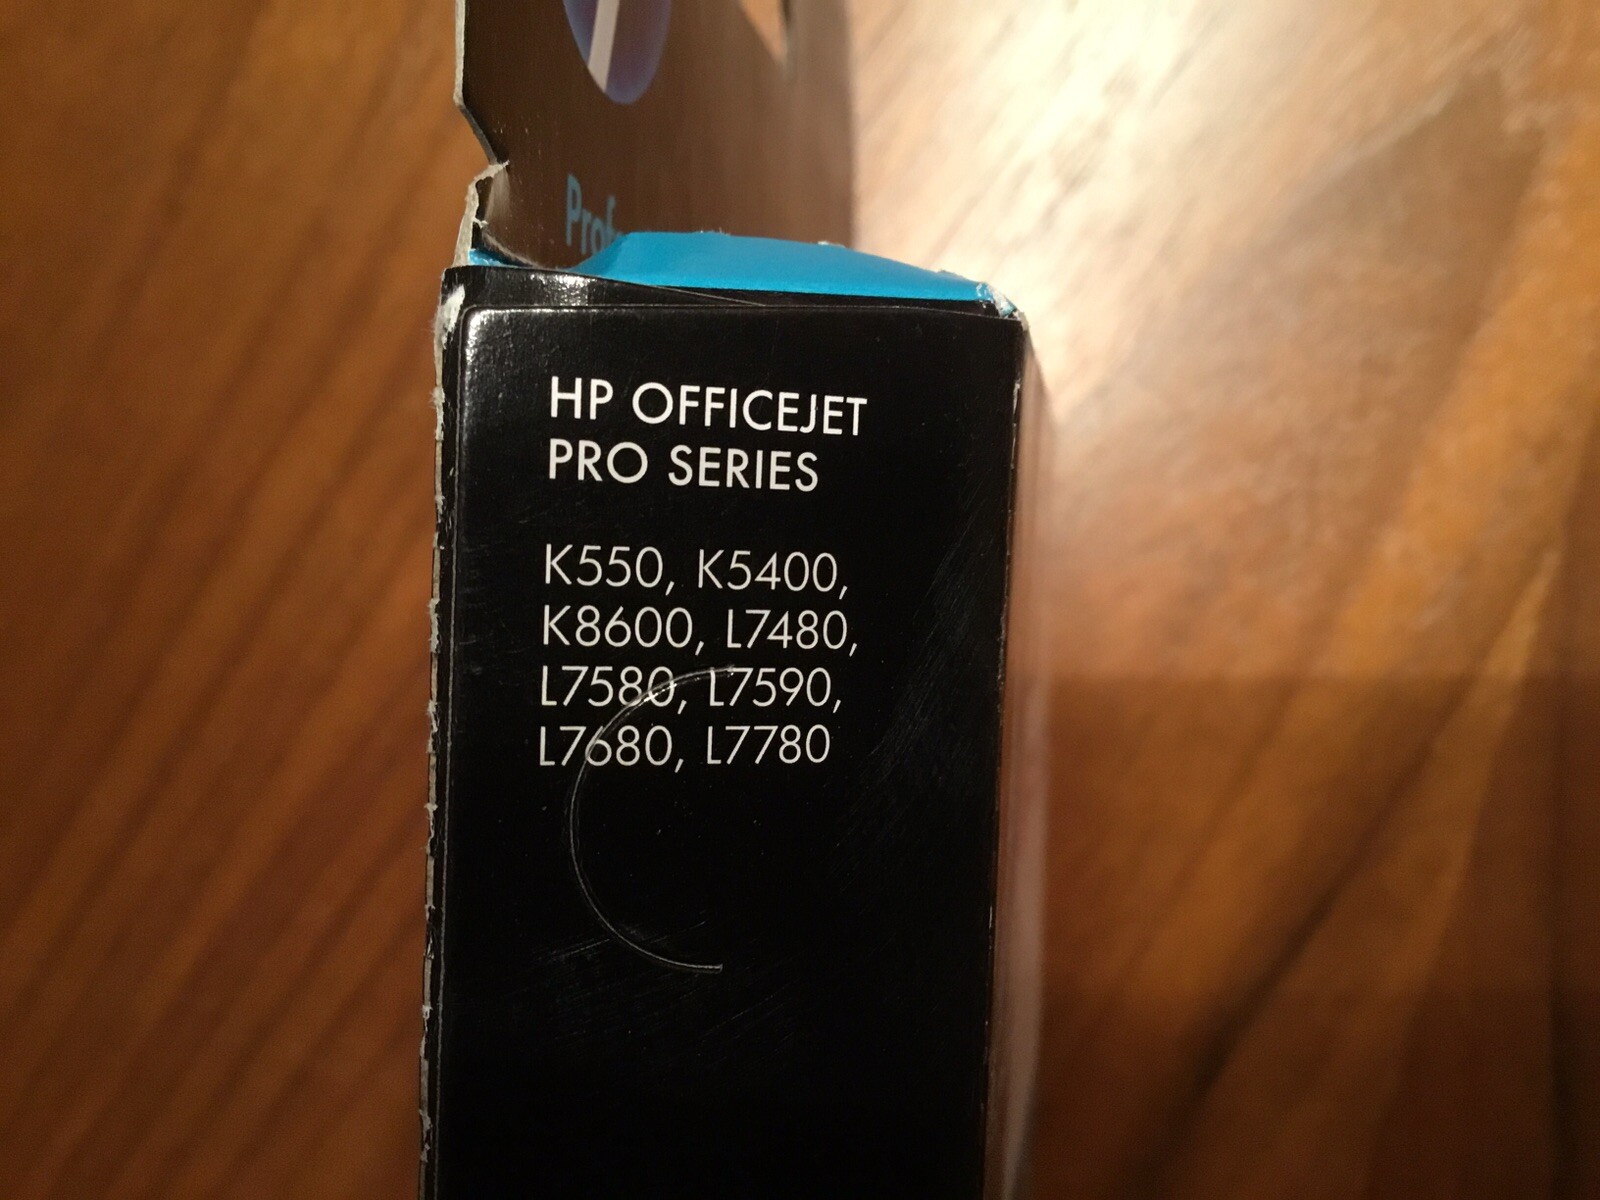 HP OFFICEJET
PRO SERIES
K550, K5400,
K8600, L7480,
L7580, L7590,
L7680, L7780